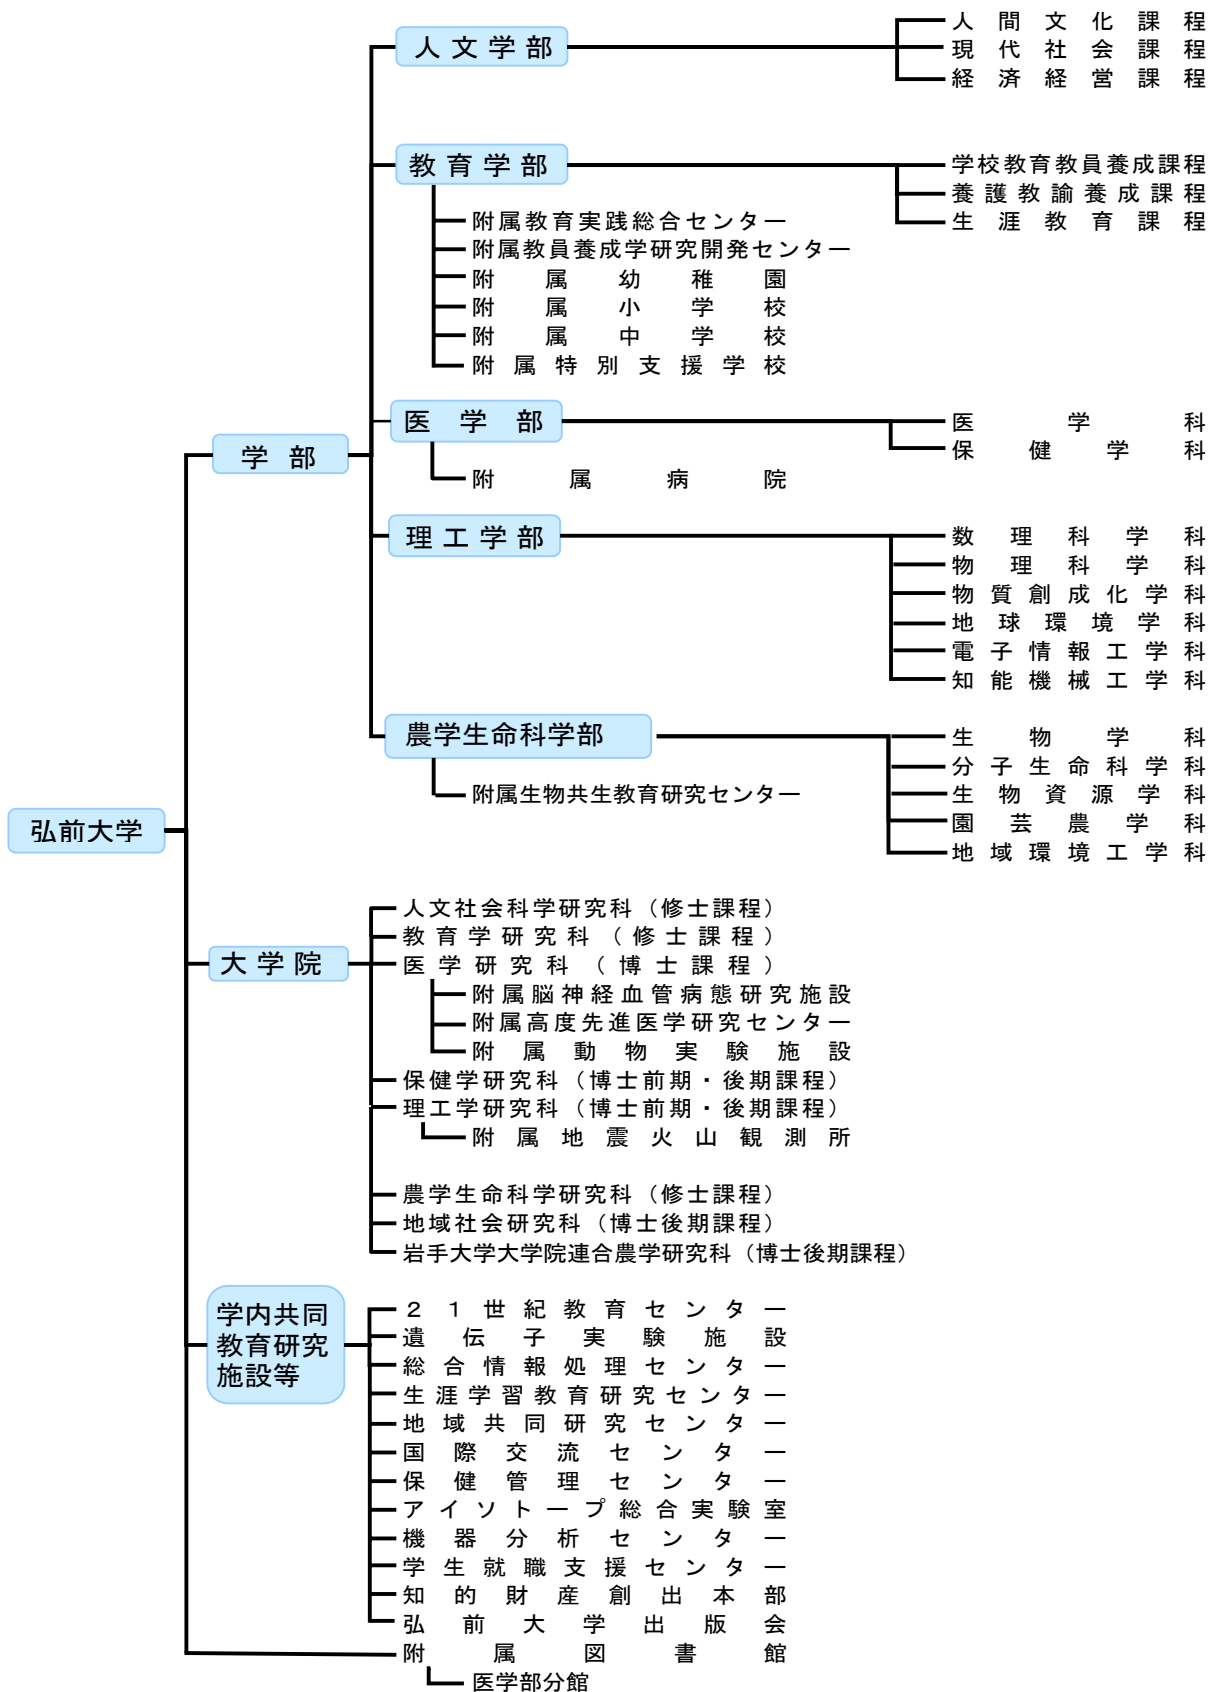 人文学部
人間文化課程
現代社会課程
経済経営課程
教育学部
学校教育教員養成課程
養護教諭養成課程
生涯教育課程
附属教育実践総合センター
附属教員養成学研究開発センター
附属幼稚園
附属小学校
附属中学校
附属特別支援学校
医学部
医学科
保健学科
学部
附属病院
理工学部
数理科学科
物理科学科
物質創成化学科
地球環境学科
電子情報工学科
知能機械工学科
農学生命科学部
生物学科
分子生命科学科
生物資源学科
園芸農学科
地域環境工学科
附属生物共生教育研究センター
弘前大学
人文社会科学研究科（修士課程）
教育学研究科（修士課程）
大学院
医学研究科（博士課程）
附属脳神経血管病態研究施設
附属高度先進医学研究センター
附属動物実験施設
保健学研究科（博士前期・後期課程）
理工学研究科（博士前期・後期課程）
附属地震火山観測所
農学生命科学研究科（修士課程）
地域社会研究科（博士後期課程）
岩手大学大学院連合農学研究科（博士後期課程）
学内共同
教育研究
施設等
２１世紀教育センター
遺伝子実験施設
総合情報処理センター
生涯学習教育研究センター
地域共同研究センター
国際交流センター
保健管理センター
アイソトープ総合実験室
機器分析センター
学生就職支援センター
知的財産創出本部
弘前大学出版会
附属図書館
医学部分館